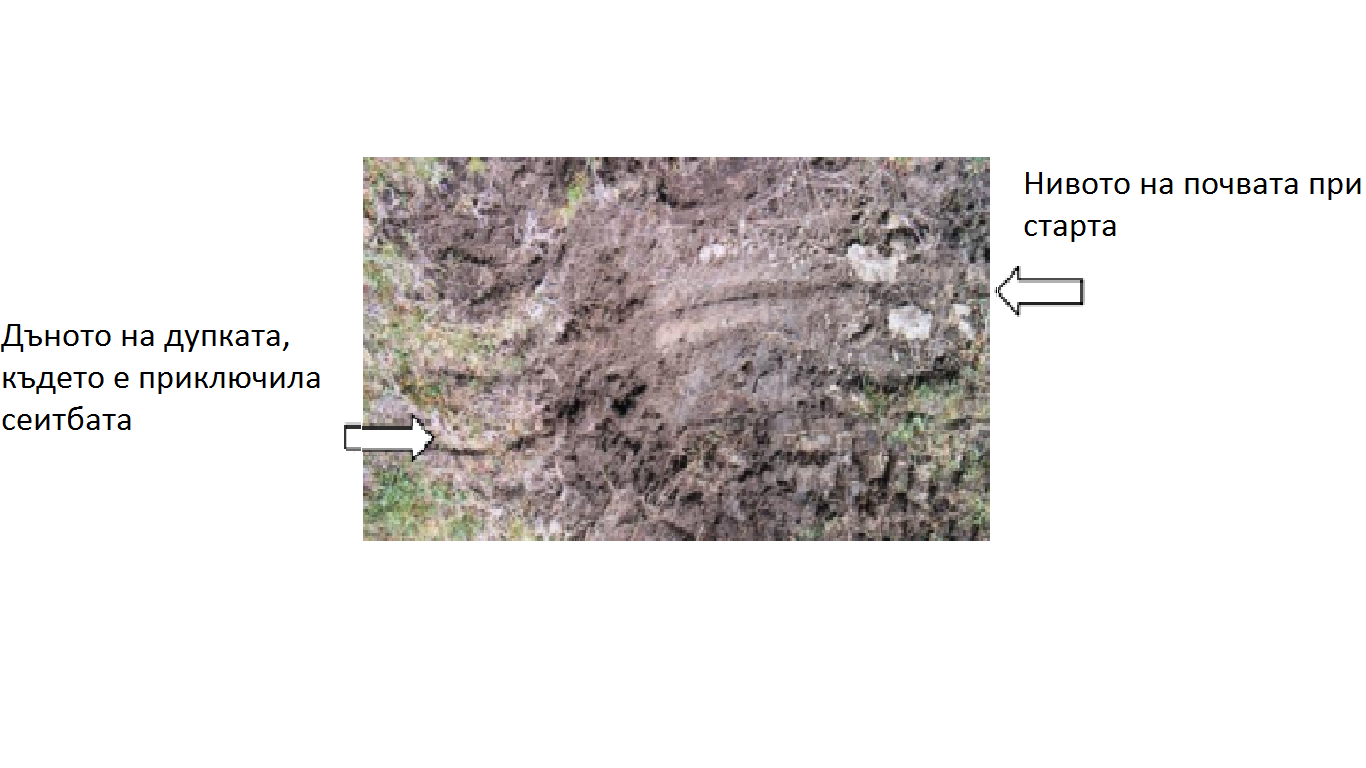 Нивото на почвата при
старта
Дъното на дупката,
където е приключила
сеитбата